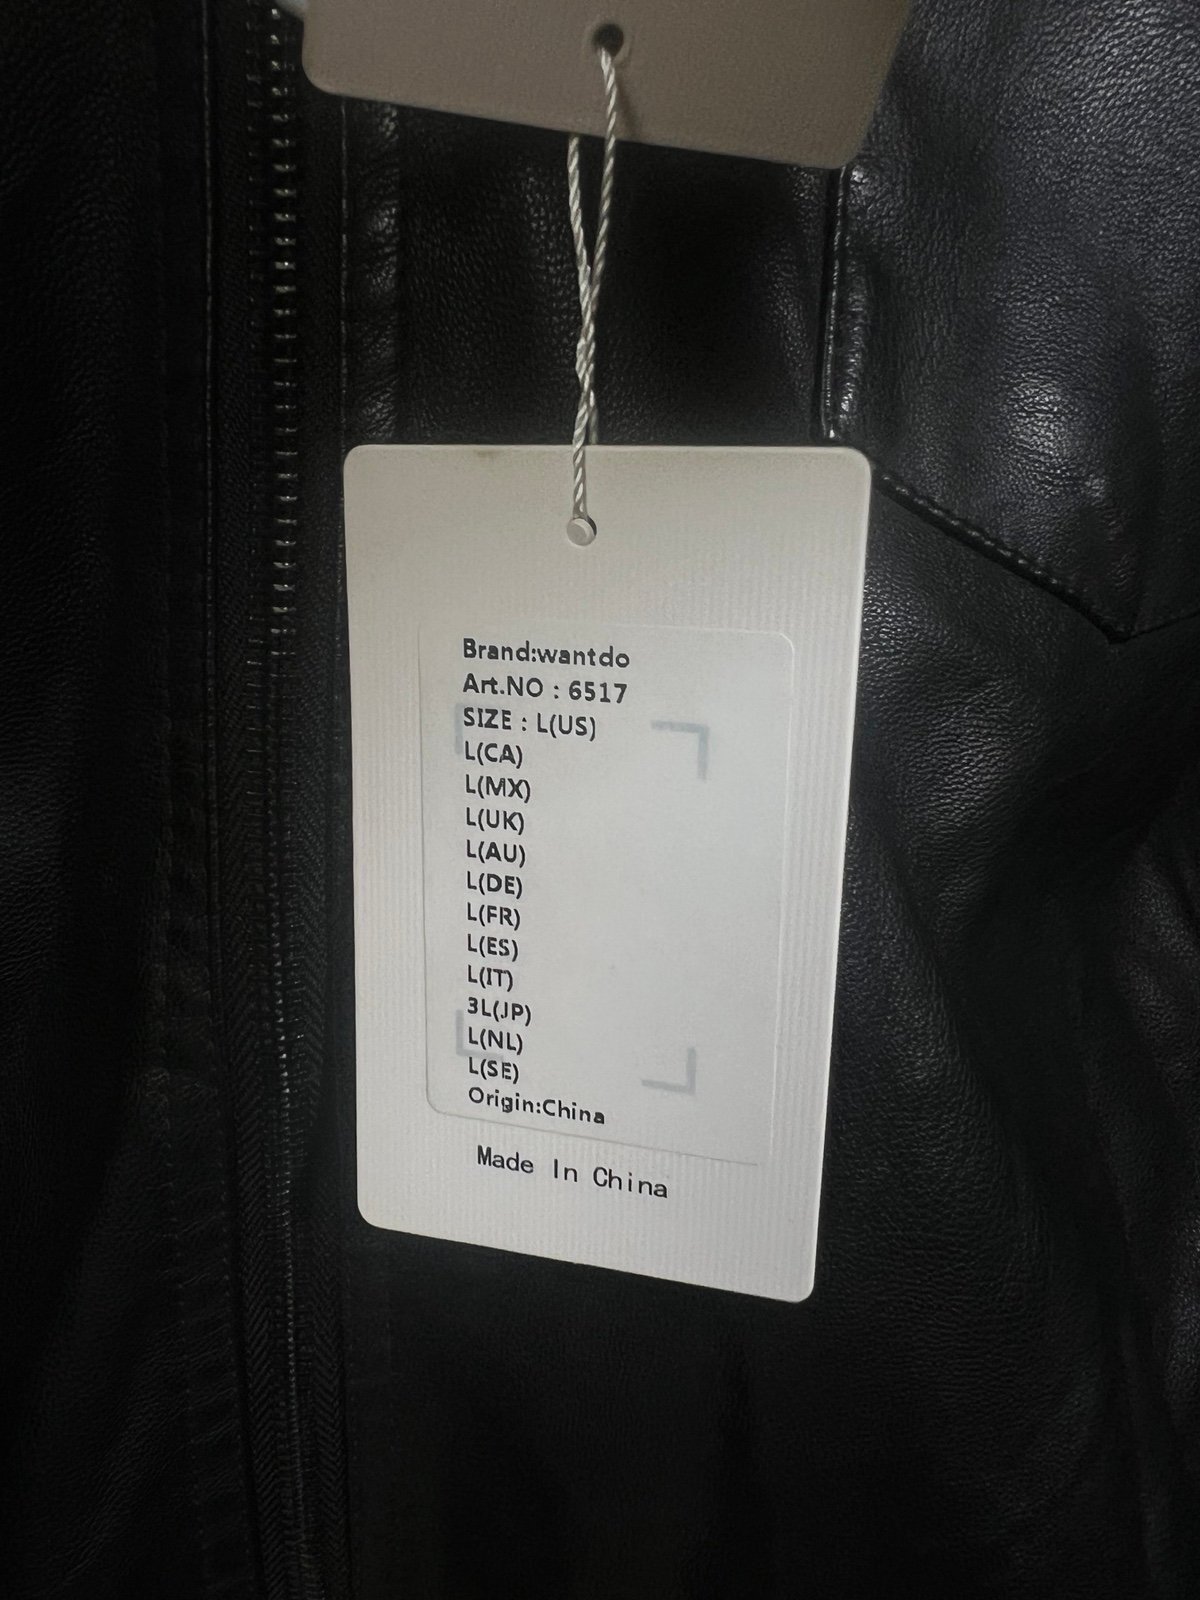 Brand:wantdo
Art.NO : 6517
SIZE : L(US)
L(CA)
L(MX)
L(UK)
L(AU)
L(DE)
L(FR)
L(ES)
L(IT)
3L(JP)
L(NL)
L(SE)
Origin:China
Made In China